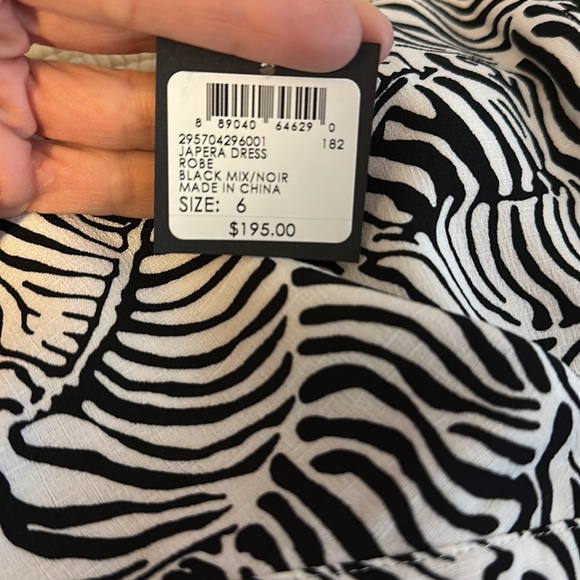 8 89040 64629 0
295704296001 182
JAPERA DRESS
ROBE
BLACK MIX/NOIR
MADE IN CHINA
SIZE: 6
$195.00